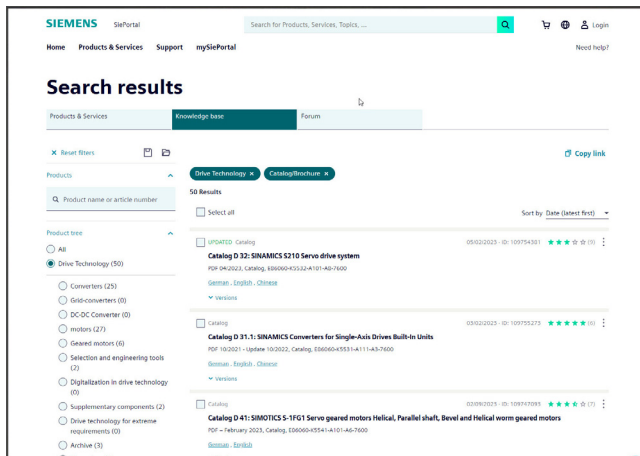 SIEMENS SiePortal
Search for Products, Services, Topics, ...
Login
Home Products & Services Support mySiePortal
Need help?
Search results
Products & Services Knowledge base Forum
Reset filters
Copy link
Products
Drive Technology × Catalog/Brochure ×
50 Results
Product name or article number
Select all
Sort by Date (latest first)
Product tree
All
Drive Technology (50)
Converters (25)
Grid-converters (0)
DC-DC Converter (0)
motors (27)
Geared motors (6)
Selection and engineering tools
(2)
Digitalization in drive technology
(0)
Supplementary components (2)
Drive technology for extreme
requirements (0)
Archive (3)
UPDATED Catalog
05/02/2023 - ID: 109754381 (9)
Catalog D 32: SINAMICS S210 Servo drive system
PDF 04/2023, Catalog, E86060-K5532-A101-A8-7600
German , English , Chinese
Versions
Catalog
03/02/2023 - ID: 109755273 (6)
Catalog D 31.1: SINAMICS Converters for Single-Axis Drives Built-In Units
PDF 10/2021 - Update 10/2022, Catalog, E86060-K5531-A111-A3-7600
German , English , Chinese
Versions
Catalog
02/09/2023 - ID: 109747095 (7)
Catalog D 41: SIMOTICS S-1FG1 Servo geared motors Helical, Parallel shaft, Bevel and Helical worm geared motors
PDF – February 2023, Catalog, E86060-K5541-A101-A6-7600
German , English